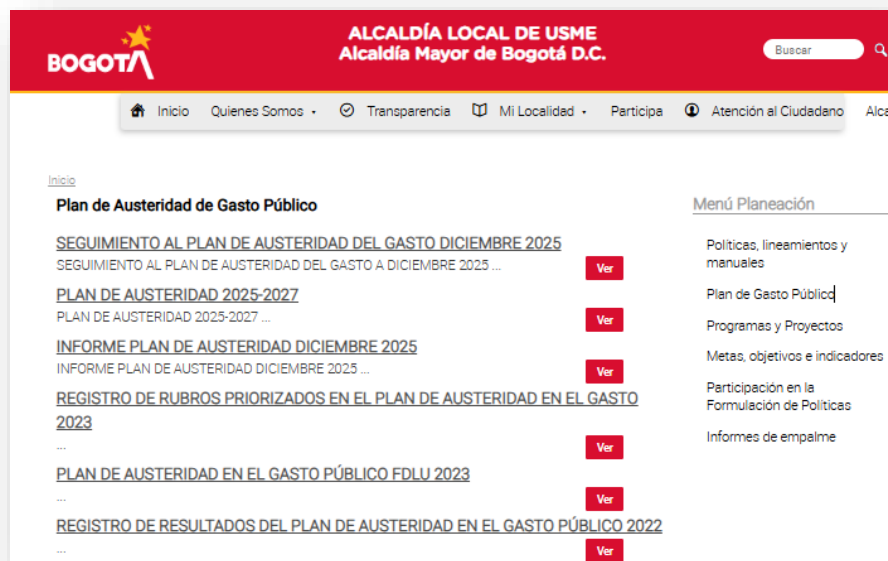 BOGOTÁ
ALCALDÍA LOCAL DE USME
Alcaldía Mayor de Bogotá D.C.
Buscar
Inicio Quienes Somos Transparencia Mi Localidad Participa Atención al Ciudadano Alca
Inicio
Plan de Austeridad de Gasto Público
SEGUIMIENTO AL PLAN DE AUSTERIDAD DEL GASTO DICIEMBRE 2025
SEGUIMIENTO AL PLAN DE AUSTERIDAD DEL GASTO A DICIEMBRE 2025 ...
Ver
PLAN DE AUSTERIDAD 2025-2027
PLAN DE AUSTERIDAD 2025-2027 ...
Ver
INFORME PLAN DE AUSTERIDAD DICIEMBRE 2025
INFORME PLAN DE AUSTERIDAD DICIEMBRE 2025 ...
Ver
REGISTRO DE RUBROS PRIORIZADOS EN EL PLAN DE AUSTERIDAD EN EL GASTO
2023
...
Ver
PLAN DE AUSTERIDAD EN EL GASTO PÚBLICO FDLU 2023
...
Ver
REGISTRO DE RESULTADOS DEL PLAN DE AUSTERIDAD EN EL GASTO PÚBLICO 2022
...
Ver
Menú Planeación
Políticas, lineamientos y
manuales
Plan de Gasto Público
Programas y Proyectos
Metas, objetivos e indicadores
Participación en la
Formulación de Políticas
Informes de empalme